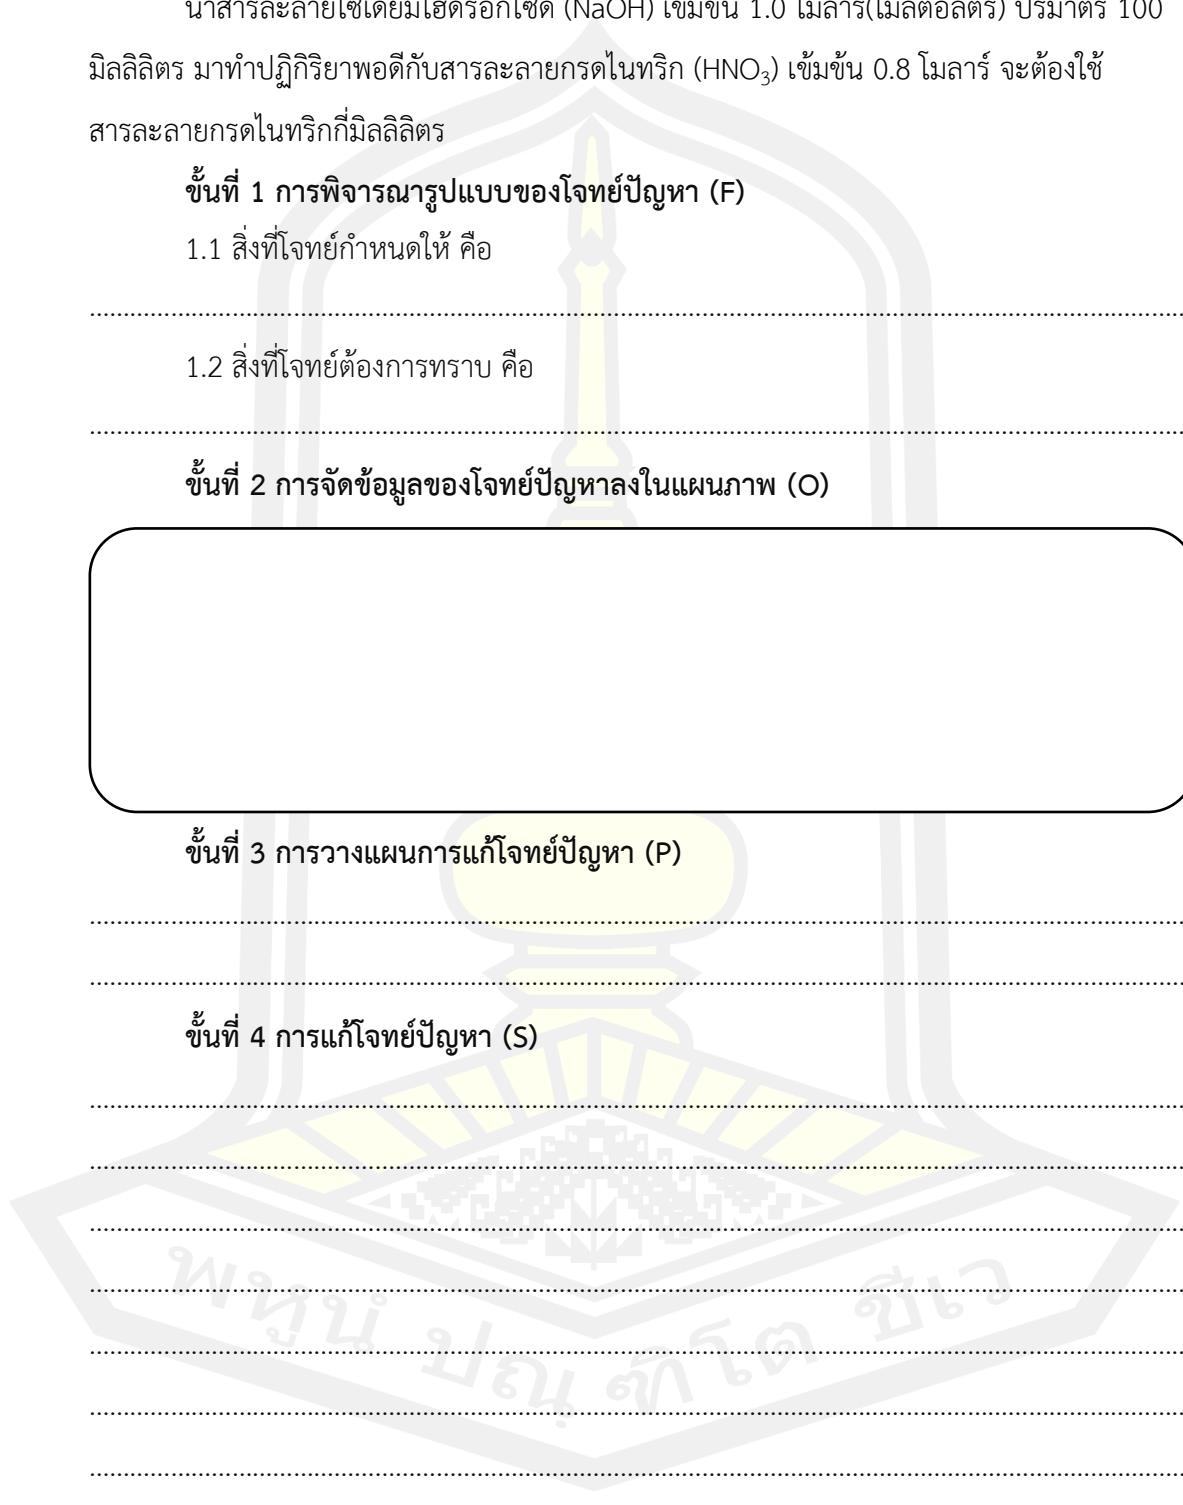 นำสารละลายโซเดียมไฮดรอกไซด์ (NaOH) เข้มข้น 1.0 โมลาร์(โมลต่อลิตร) ปริมาตร 100
มิลลิลิตร มาทำปฏิกิริยาพอดีกับสารละลายกรดไนทริก (HNO₃) เข้มข้น 0.8 โมลาร์ จะต้องใช้
สารละลายกรดไนทริกกี่มิลลิลิตร
ขั้นที่ 1 การพิจารณารูปแบบของโจทย์ปัญหา (F)
1.1 สิ่งที่โจทย์กำหนดให้ คือ
1.2 สิ่งที่โจทย์ต้องการทราบ คือ
ขั้นที่ 2 การจัดข้อมูลของโจทย์ปัญหาลงในแผนภาพ (O)
ขั้นที่ 3 การวางแผนการแก้โจทย์ปัญหา (P)
ขั้นที่ 4 การแก้โจทย์ปัญหา (S)
พหูนํ ปณฺฑิโต ชีเว